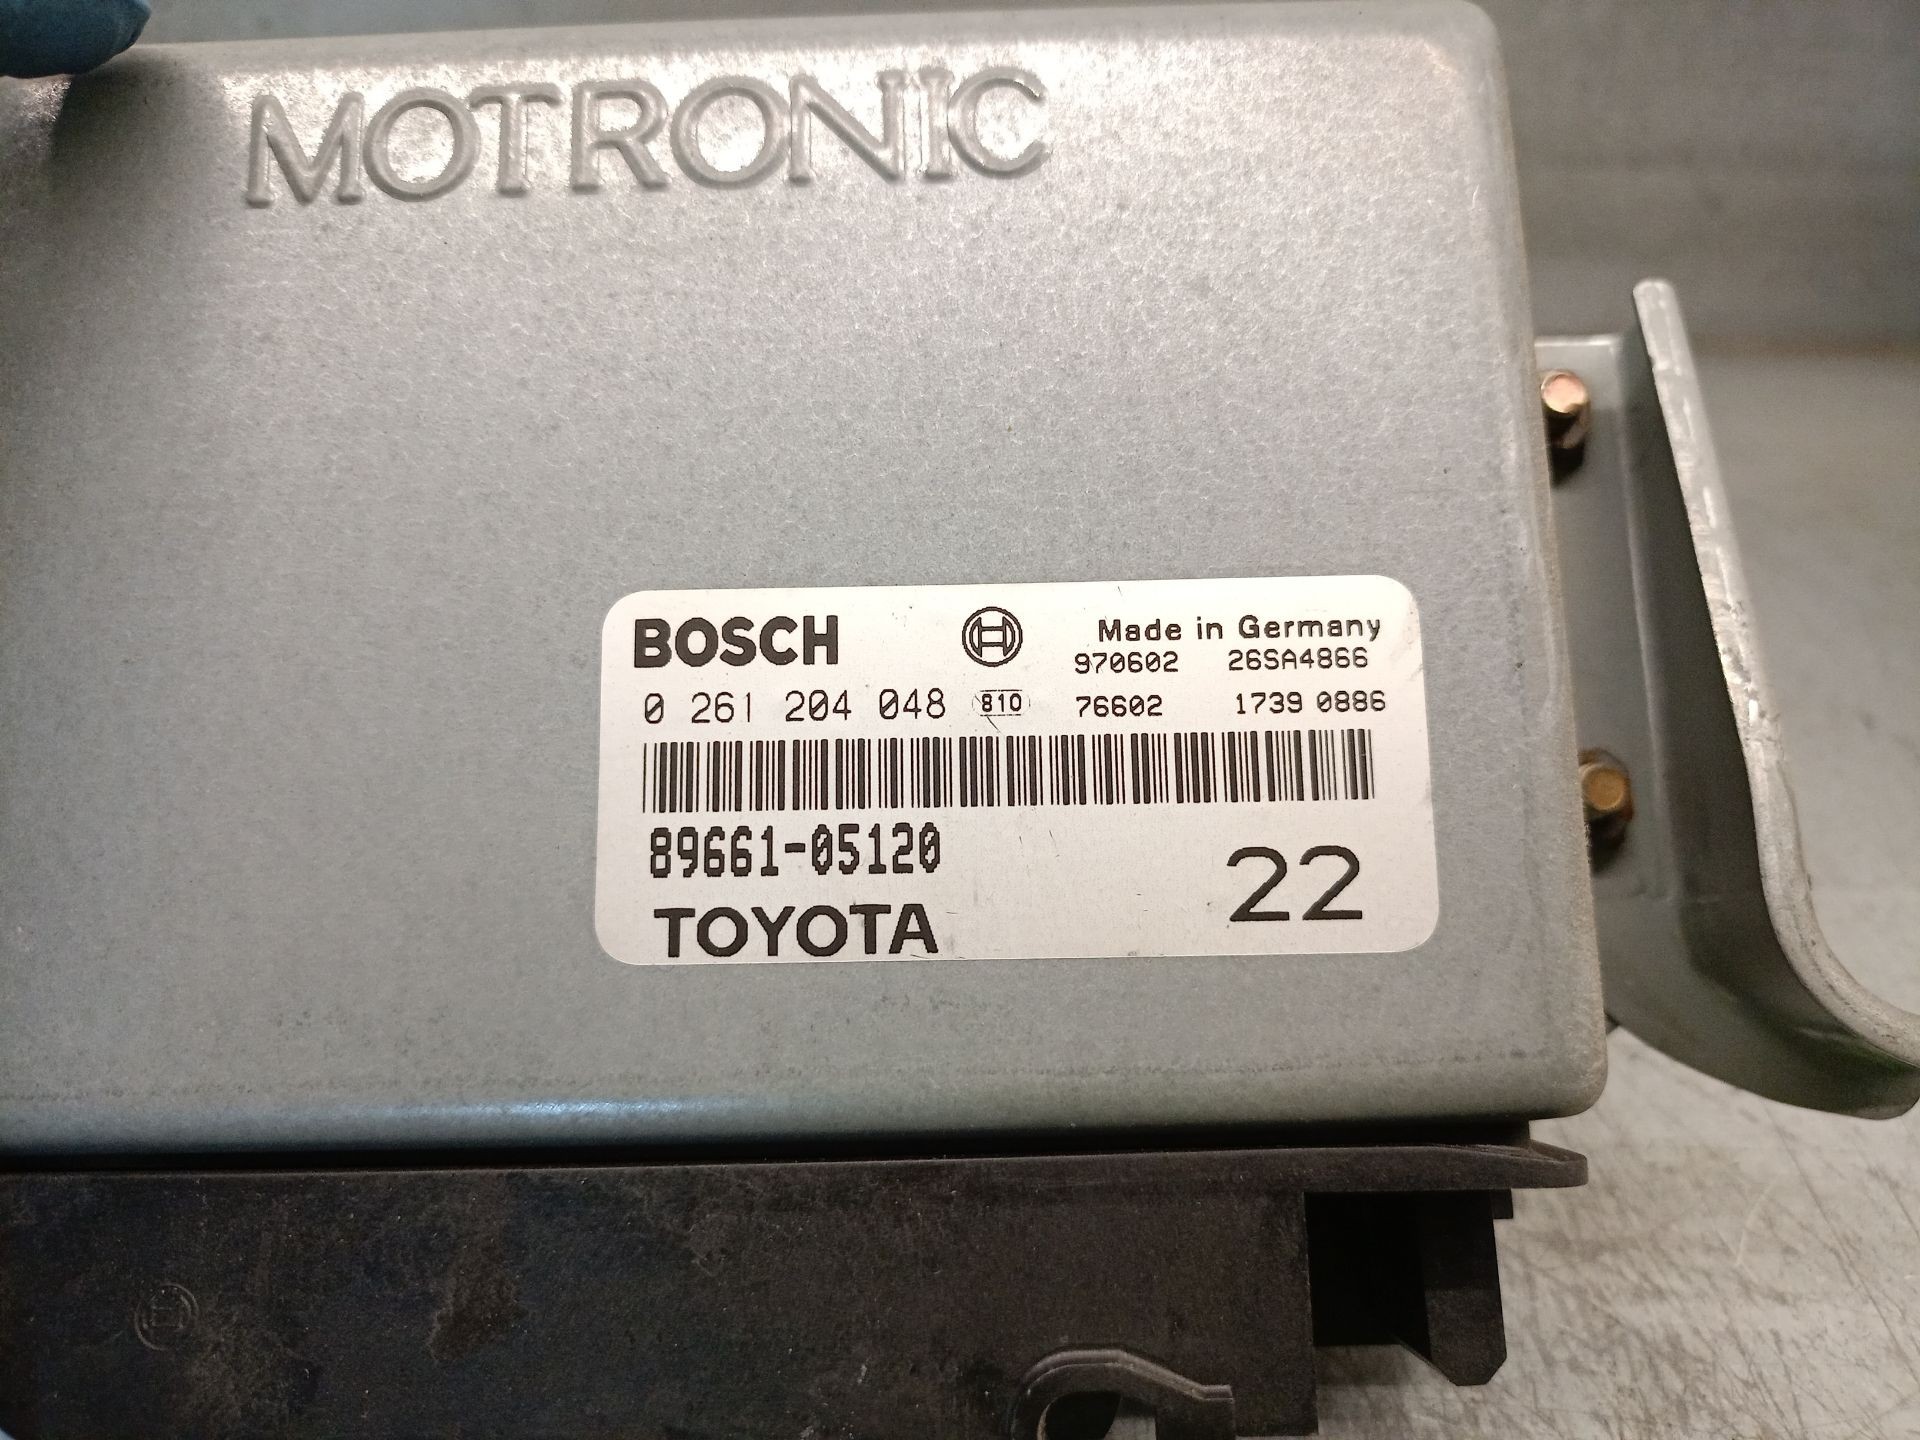 MOTRONIC
BOSCH Made in Germany
970602 26SA4866
0 261 204 048 810 76602 1739 0886
89661-05120
22
TOYOTA